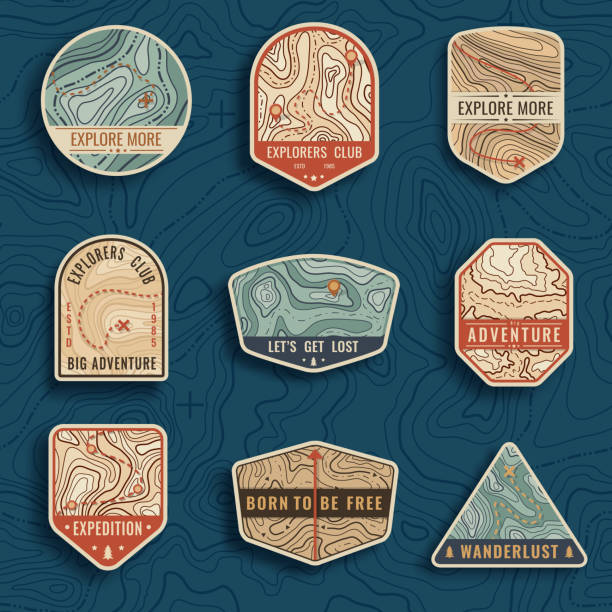 EXPLORE MORE
EXPLORERS CLUB
ESTD 1985
EXPLORE MORE
EXPLORERS CLUB
ESTD 1985
BIG ADVENTURE
LET'S GET LOST
BIG
ADVENTURE
EXPEDITION
BORN TO BE FREE
WANDERLUST